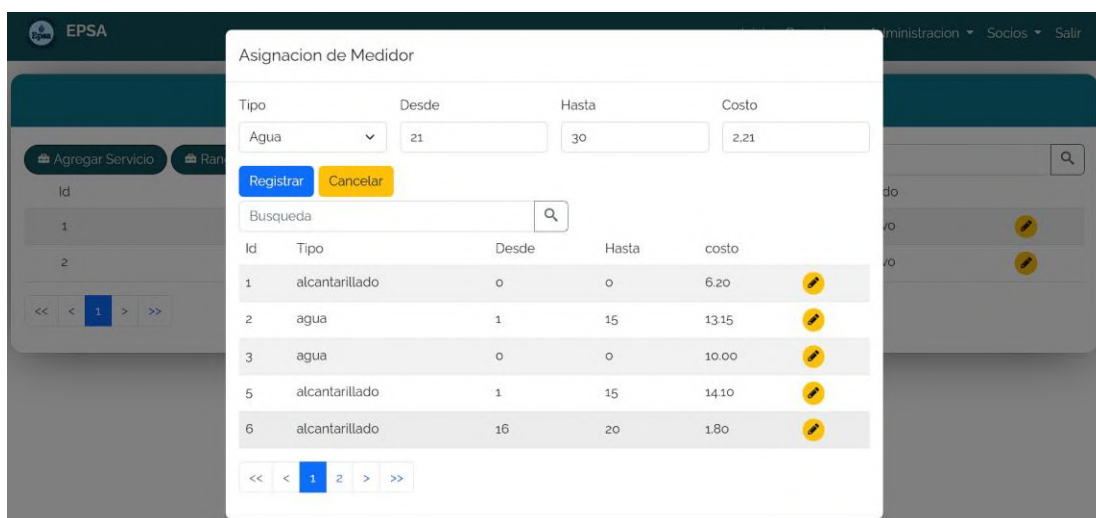 EPSA
Administracion Socios Salir
Asignacion de Medidor
Tipo Desde Hasta Costo
Agua 21 30 2,21
Agregar Servicio
Registrar Cancelar
Busqueda
Id
1
2
<< < 1 > >>
Id Tipo Desde Hasta costo
1 alcantarillado 0 0 6.20
2 agua 1 15 13.15
3 agua 0 0 10.00
5 alcantarillado 1 15 14.10
6 alcantarillado 16 20 1.80
<< < 1 2 > >>